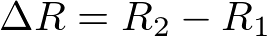 ΔR = R₂ − R₁